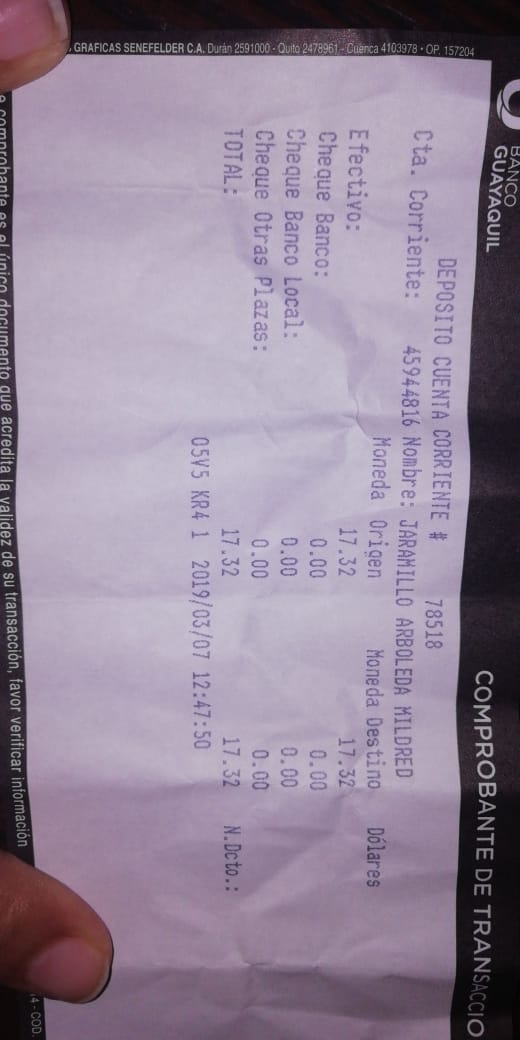 BANCO
GUAYAQUIL
COMPROBANTE DE TRANSACCIO
DEPOSITO CUENTA CORRIENTE # 78518
Cta. Corriente: 45944816 Nombre: JARAMILLO ARBOLEDA MILDRED
Moneda Origen Moneda Destino Dólares
Efectivo: 17.32 17.32
Cheque Banco: 0.00 0.00
Cheque Banco Local: 0.00 0.00
Cheque Otras Plazas: 0.00 0.00
TOTAL: 17.32 17.32 N.Dcto.:
05V5 KR4 1 2019/03/07 12:47:50
GRAFICAS SENEFELDER C.A. Durán 2591000 - Quito 2478961 - Cuenca 4103978 • OP. 157204
4 - COD.
comprobante es el único documento que acredita la validez de su transacción, favor verificar información